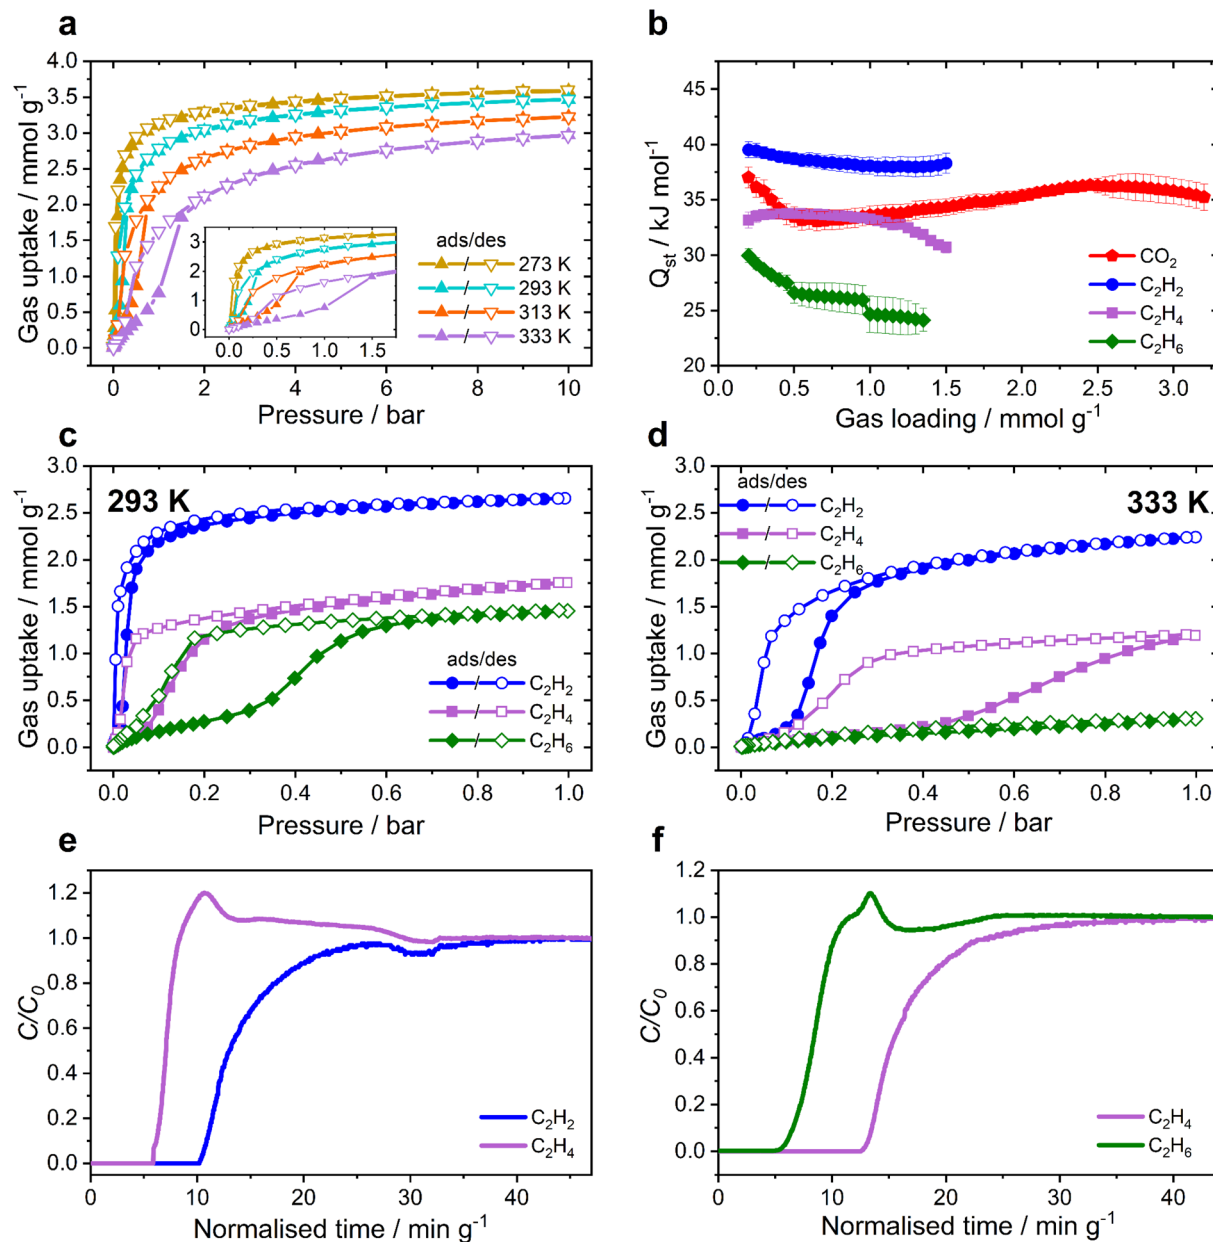 a
Gas uptake / mmol g⁻¹
4.0
3.5
3.0
2.5
2.0
1.5
1.0
0.5
0.0
0 2 4 6 8 10
Pressure / bar
3
2
1
0
0.0 0.5 1.0 1.5
ads/des
/ 273 K
/ 293 K
/ 313 K
/ 333 K
b
Q_st / kJ mol⁻¹
45
40
35
30
25
20
0.0 0.5 1.0 1.5 2.0 2.5 3.0
Gas loading / mmol g⁻¹
CO₂
C₂H₂
C₂H₄
C₂H₆
c
293 K
Gas uptake / mmol g⁻¹
3.0
2.5
2.0
1.5
1.0
0.5
0.0
0.0 0.2 0.4 0.6 0.8 1.0
Pressure / bar
ads/des
/ C₂H₂
/ C₂H₄
/ C₂H₆
d
333 K
Gas uptake / mmol g⁻¹
3.0
2.5
2.0
1.5
1.0
0.5
0.0
0.0 0.2 0.4 0.6 0.8 1.0
Pressure / bar
ads/des
/ C₂H₂
/ C₂H₄
/ C₂H₆
e
C/C₀
1.2
1.0
0.8
0.6
0.4
0.2
0.0
0 10 20 30 40
Normalised time / min g⁻¹
C₂H₂
C₂H₄
f
C/C₀
1.2
1.0
0.8
0.6
0.4
0.2
0.0
0 10 20 30 40
Normalised time / min g⁻¹
C₂H₄
C₂H₆